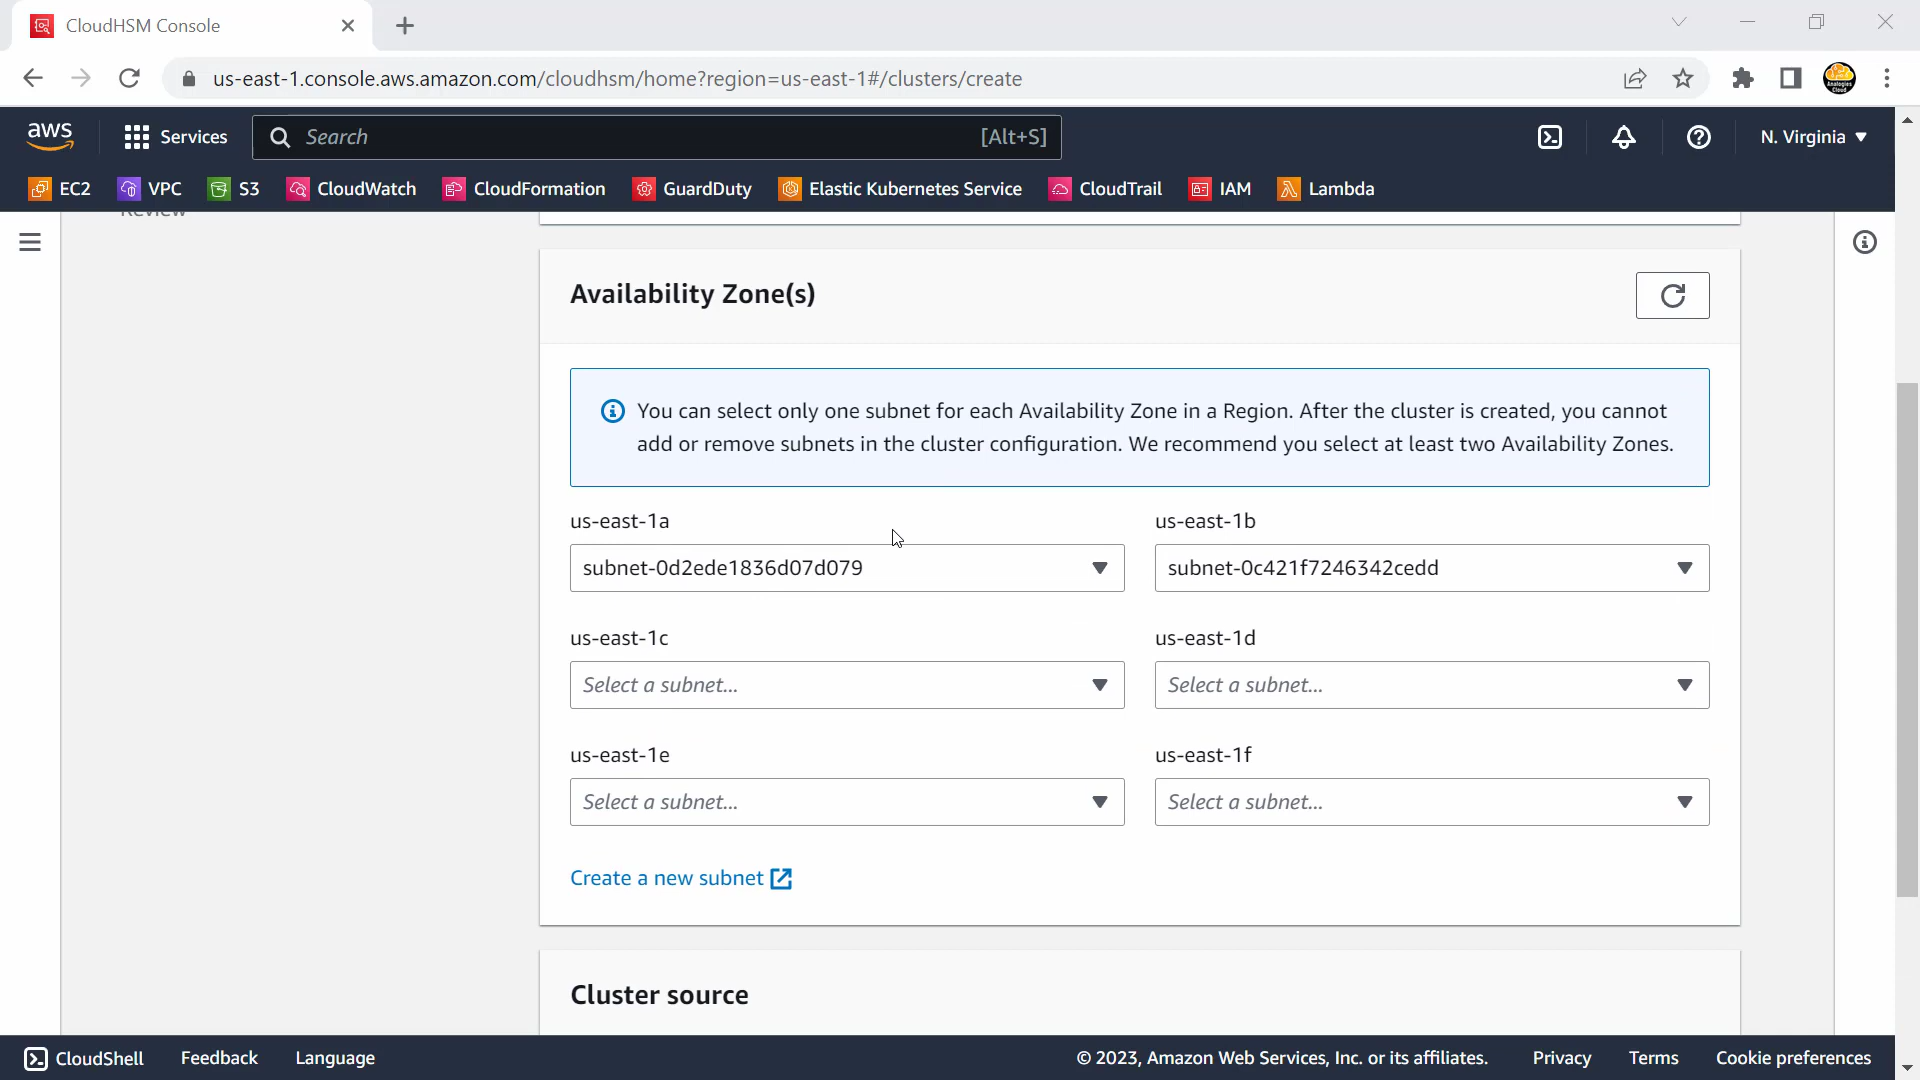 CloudHSM Console
us-east-1.console.aws.amazon.com/cloudhsm/home?region=us-east-1#/clusters/create
aws Services Search [Alt+S] N. Virginia
EC2 VPC S3 CloudWatch CloudFormation GuardDuty Elastic Kubernetes Service CloudTrail IAM Lambda
Review
Availability Zone(s)
You can select only one subnet for each Availability Zone in a Region. After the cluster is created, you cannot
add or remove subnets in the cluster configuration. We recommend you select at least two Availability Zones.
us-east-1a us-east-1b
subnet-0d2ede1836d07d079 subnet-0c421f7246342cedd
us-east-1c us-east-1d
Select a subnet... Select a subnet...
us-east-1e us-east-1f
Select a subnet... Select a subnet...
Create a new subnet
Cluster source
CloudShell Feedback Language © 2023, Amazon Web Services, Inc. or its affiliates. Privacy Terms Cookie preferences